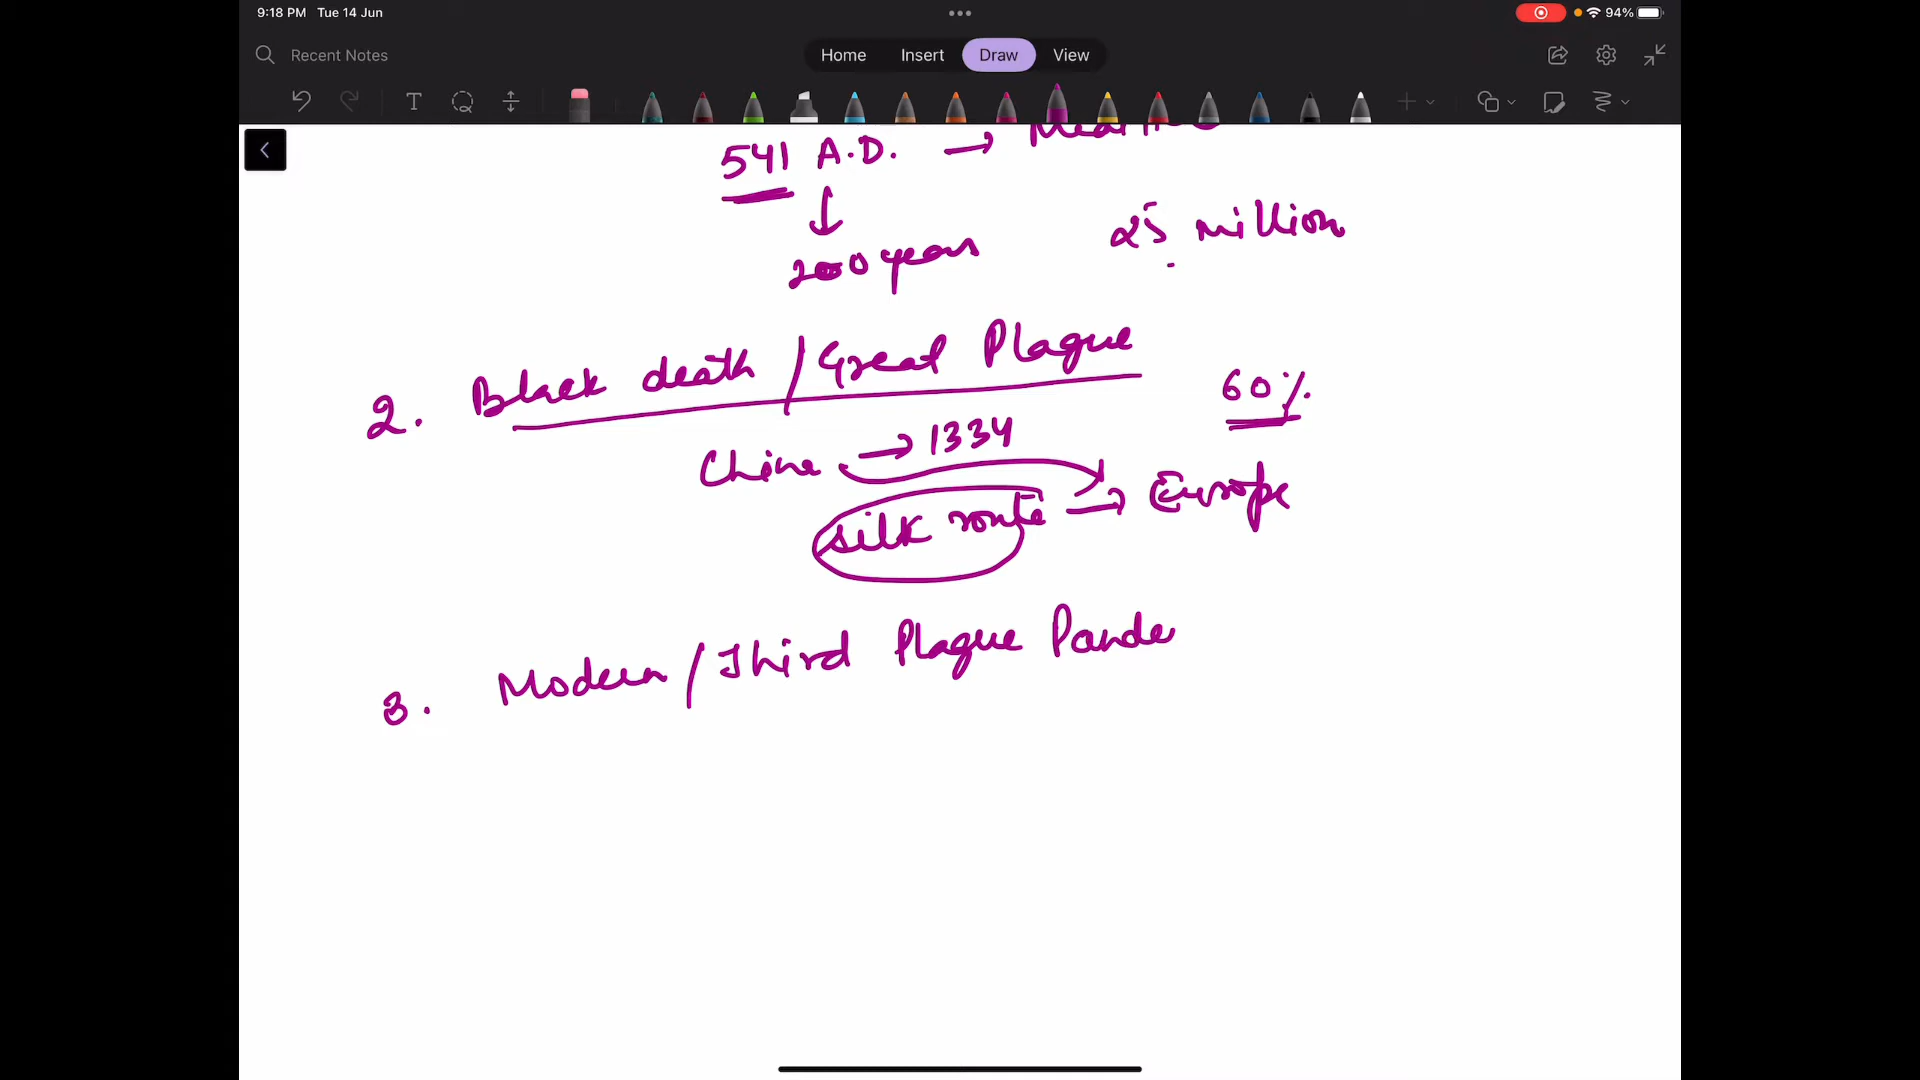 9:18 PM Tue 14 Jun
94%
Recent Notes
Home Insert Draw View
541 A.D. →
↓
200 years
25 million
2. Black death / Great Plague
60%
China → 1334
silk route → Europe
3. Modern / Third Plague Pande